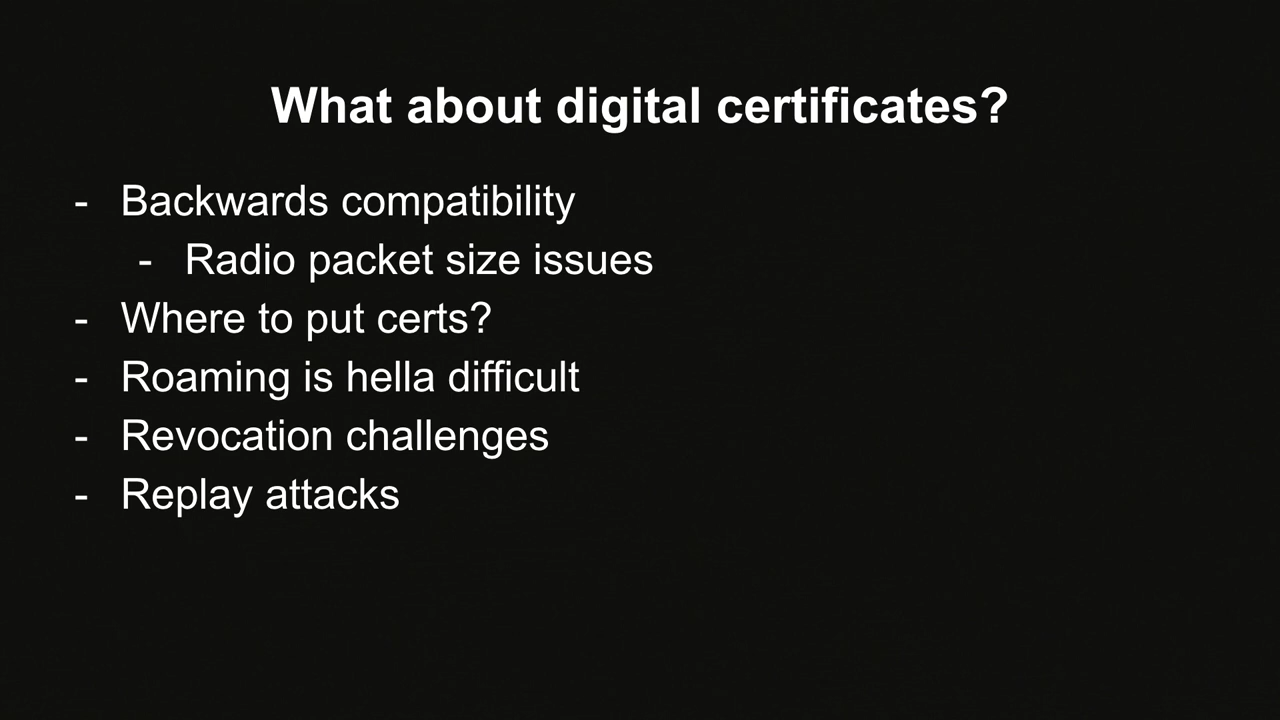 What about digital certificates?
- Backwards compatibility
- Radio packet size issues
- Where to put certs?
- Roaming is hella difficult
- Revocation challenges
- Replay attacks